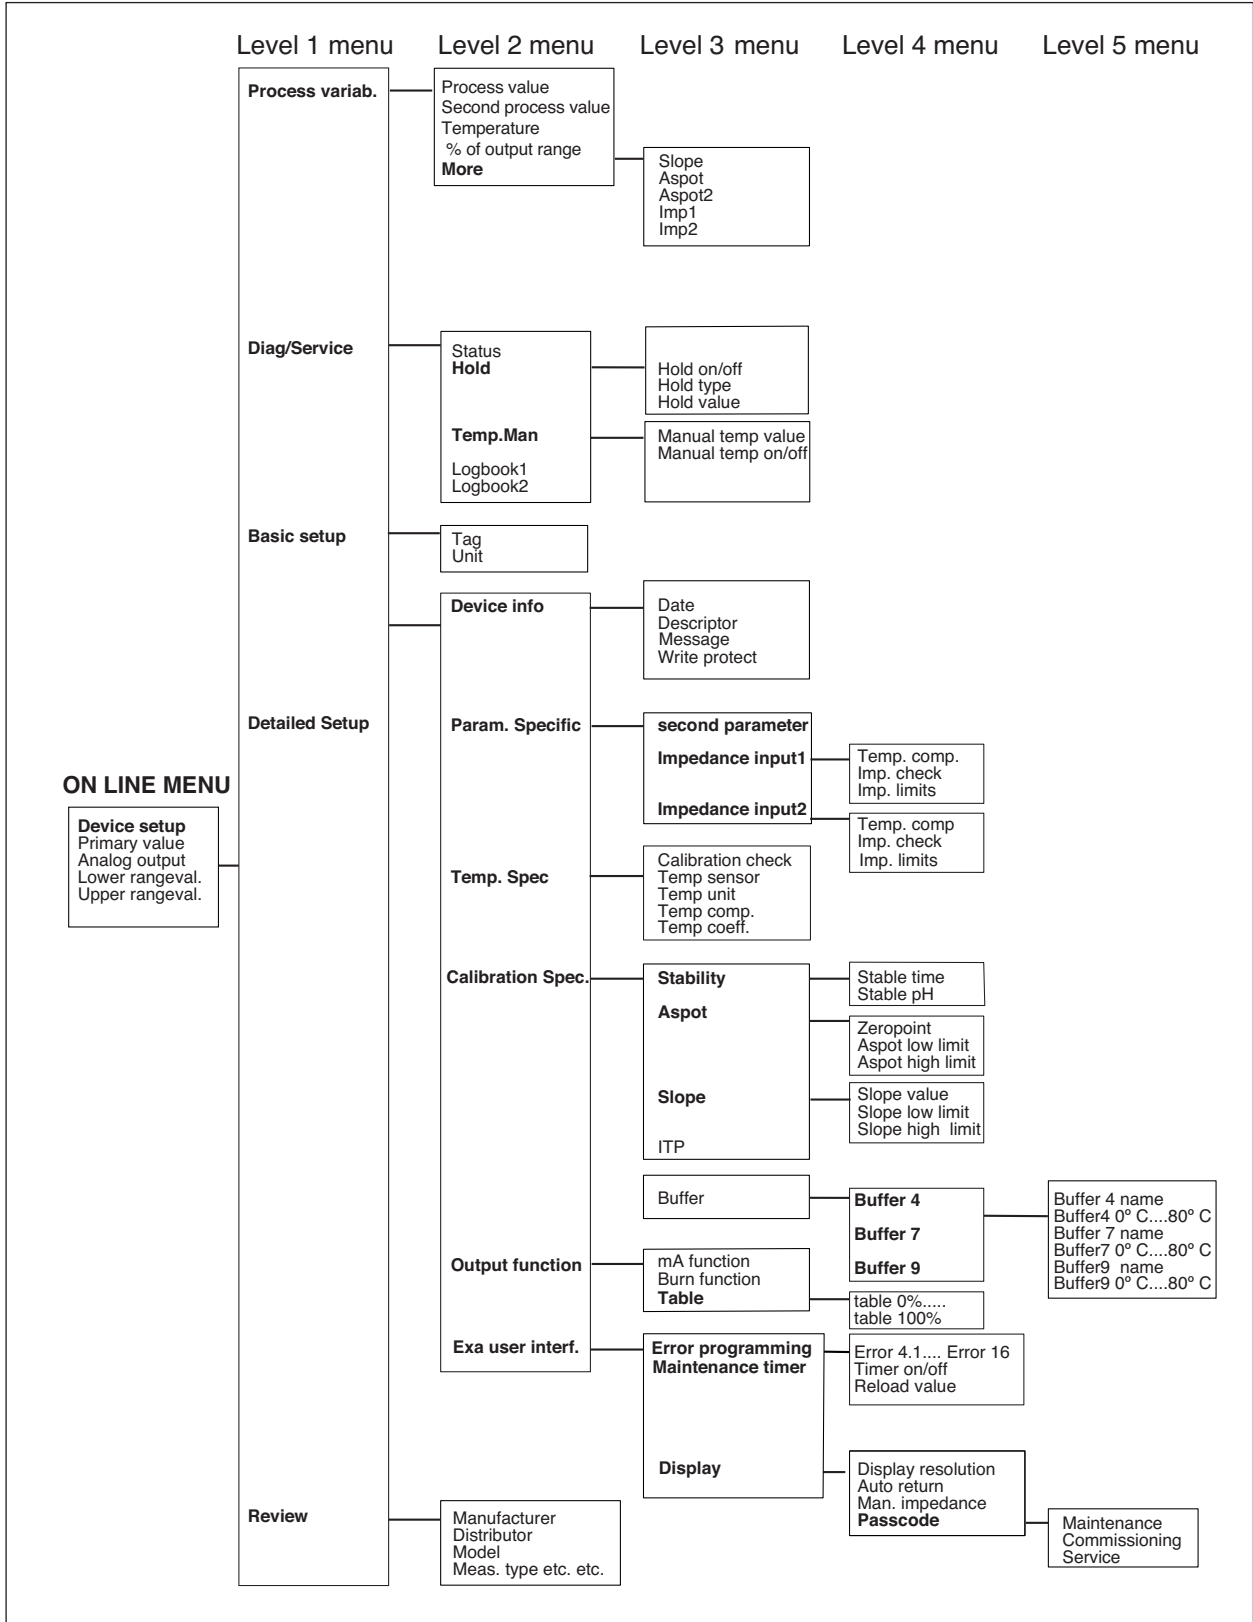 Level 1 menu
Level 2 menu
Level 3 menu
Level 4 menu
Level 5 menu
Process variab.
Process value
Second process value
Temperature
% of output range
More
Slope
Aspot
Aspot2
Imp1
Imp2
Diag/Service
Status
Hold
Hold on/off
Hold type
Hold value
Temp.Man
Manual temp value
Manual temp on/off
Logbook1
Logbook2
Basic setup
Tag
Unit
Device info
Date
Descriptor
Message
Write protect
Detailed Setup
Param. Specific
second parameter
Impedance input1
Temp. comp.
Imp. check
Imp. limits
Impedance input2
Temp. comp
Imp. check
Imp. limits
ON LINE MENU
Device setup
Primary value
Analog output
Lower rangeval.
Upper rangeval.
Temp. Spec
Calibration check
Temp sensor
Temp unit
Temp comp.
Temp coeff.
Calibration Spec.
Stability
Stable time
Stable pH
Aspot
Zeropoint
Aspot low limit
Aspot high limit
Slope
Slope value
Slope low limit
Slope high limit
ITP
Buffer
Buffer 4
Buffer 7
Buffer 9
Buffer 4 name
Buffer4 0º C....80º C
Buffer 7 name
Buffer7 0º C....80º C
Buffer9 name
Buffer9 0º C....80º C
Output function
mA function
Burn function
Table
table 0%.....
table 100%
Exa user interf.
Error programming
Maintenance timer
Error 4.1.... Error 16
Timer on/off
Reload value
Display
Display resolution
Auto return
Man. impedance
Passcode
Maintenance
Commissioning
Service
Review
Manufacturer
Distributor
Model
Meas. type etc. etc.